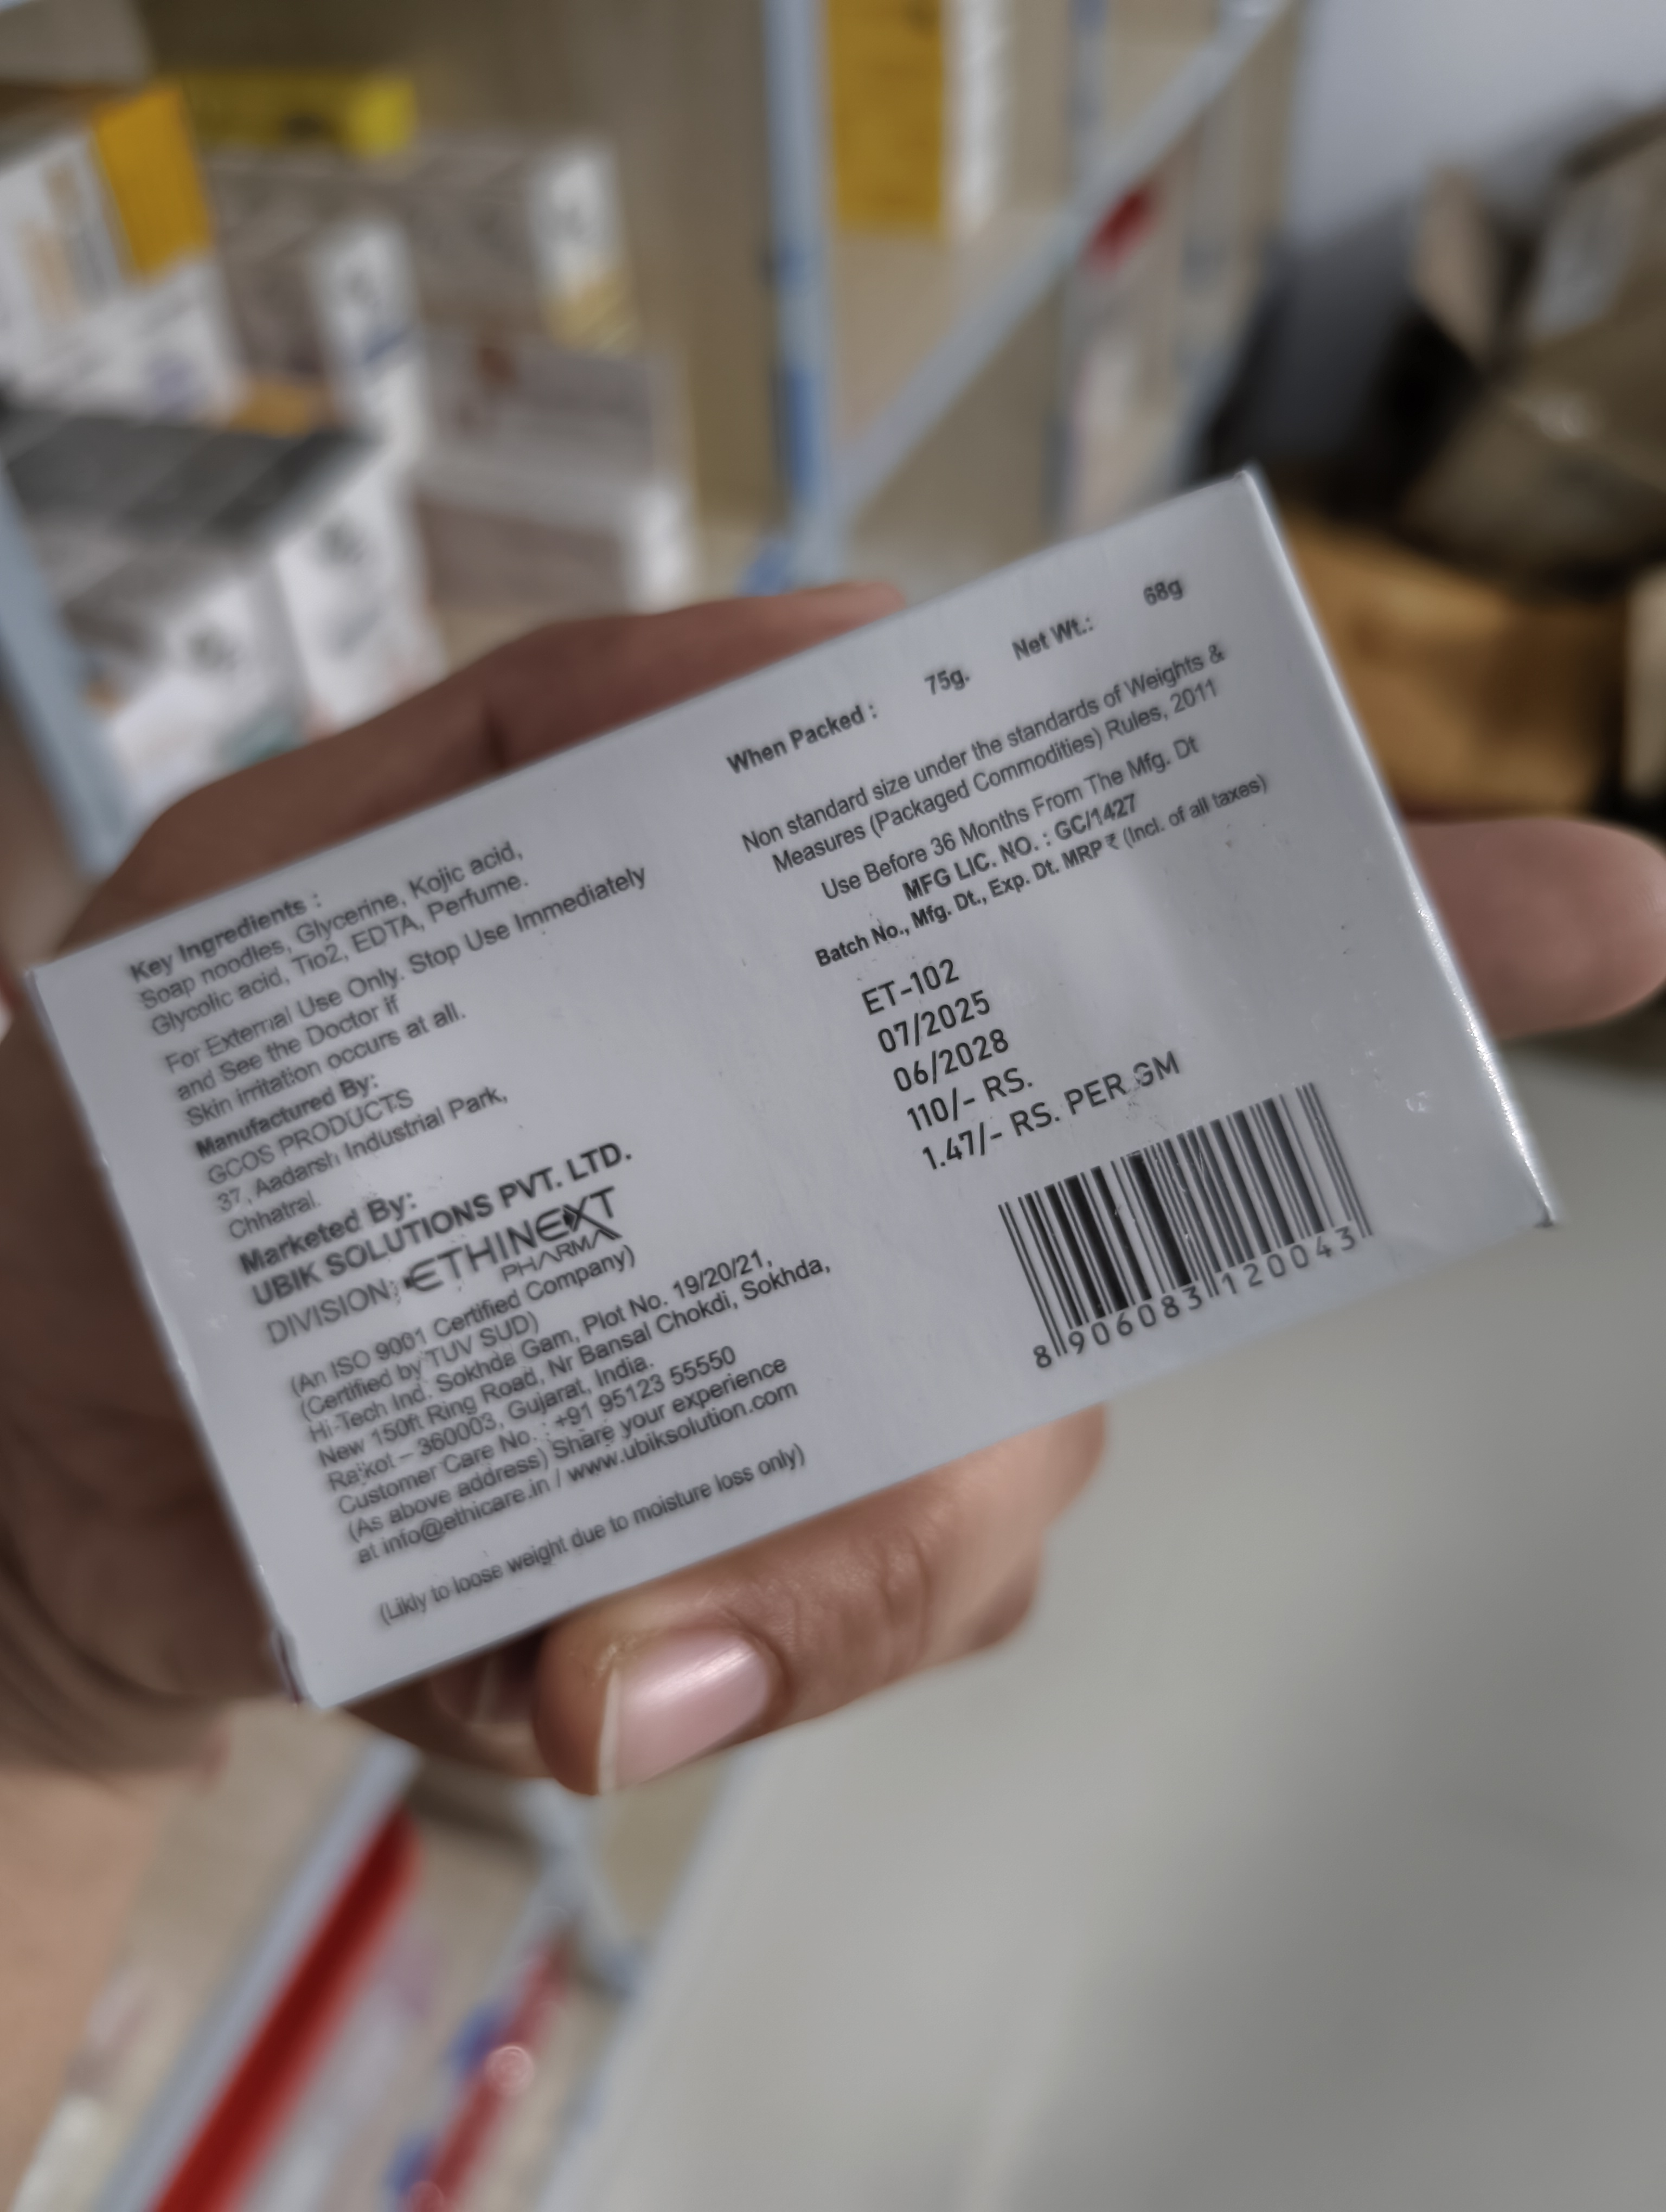 Key Ingredients :
Soap noodles, Glycerine, Kojic acid,
Glycolic acid, Tio2, EDTA, Perfume.
For External Use Only. Stop Use Immediately
and See the Doctor if
Skin irritation occurs at all.
Manufactured By:
GCOS PRODUCTS
37, Aadarsh Industrial Park,
Chhatral.
Marketed By:
UBIK SOLUTIONS PVT. LTD.
DIVISION: ETHINEXT
PHARMA
(An ISO 9001 Certified Company)
(Certified by TUV SUD)
Hi-Tech Ind. Sokhda Gam, Plot No. 19/20/21,
New 150ft Ring Road, Nr Bansal Chokdi, Sokhda,
Rajkot – 360003, Gujarat, India.
Customer Care No. : +91 95123 55550
(As above address) Share your experience
at info@ethicare.in / www.ubiksolution.com
(Likly to loose weight due to moisture loss only)
When Packed : 75g. Net Wt.: 68g
Non standard size under the standards of Weights &
Measures (Packaged Commodities) Rules, 2011
Use Before 36 Months From The Mfg. Dt
MFG LIC. NO. : GC/1427
Batch No., Mfg. Dt., Exp. Dt. MRP ₹ (Incl. of all taxes)
ET-102
07/2025
06/2028
110/- RS.
1.47/- RS. PER GM
8 906083 120043